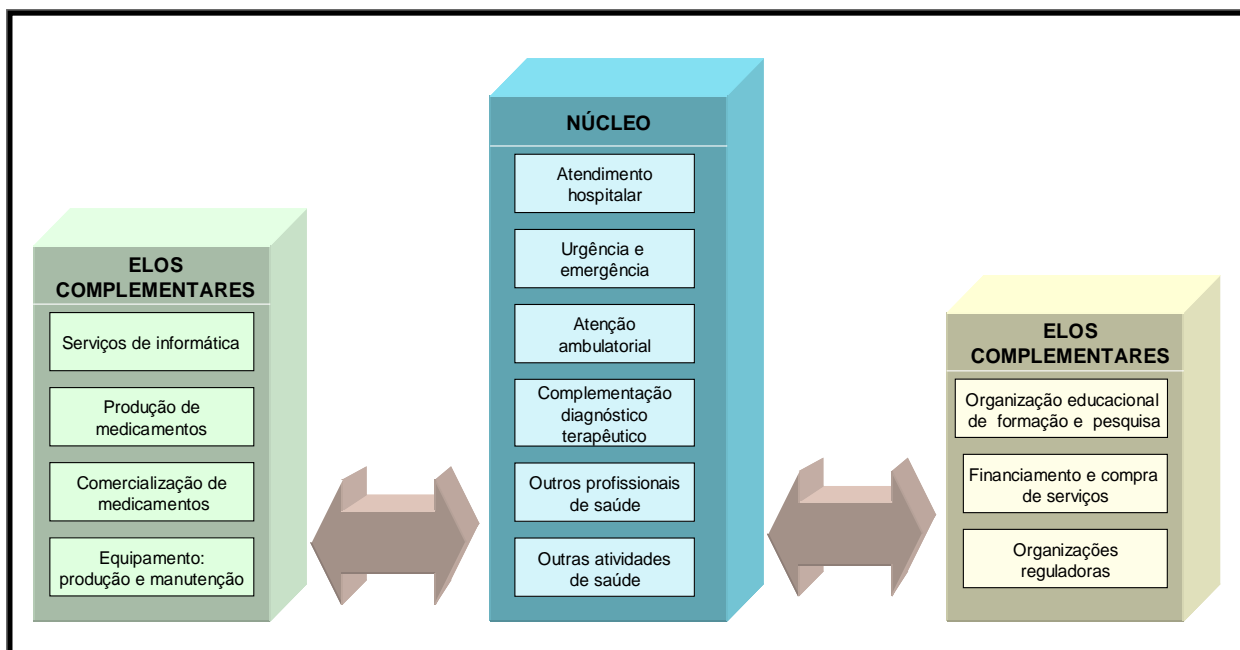 ELOS
COMPLEMENTARES
Serviços de informática
Produção de
medicamentos
Comercialização de
medicamentos
Equipamento:
produção e manutenção
NÚCLEO
Atendimento
hospitalar
Urgência e
emergência
Atenção
ambulatorial
Complementação
diagnóstico
terapêutico
Outros profissionais
de saúde
Outras atividades
de saúde
ELOS
COMPLEMENTARES
Organização educacional
de formação e pesquisa
Financiamento e compra
de serviços
Organizações
reguladoras